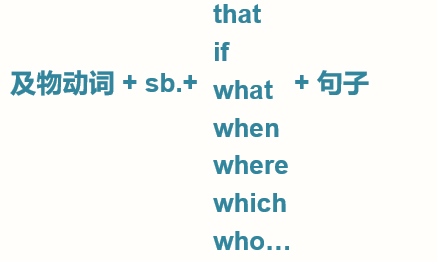 that
if
及物动词 + sb.+ what + 句子
when
where
which
who…